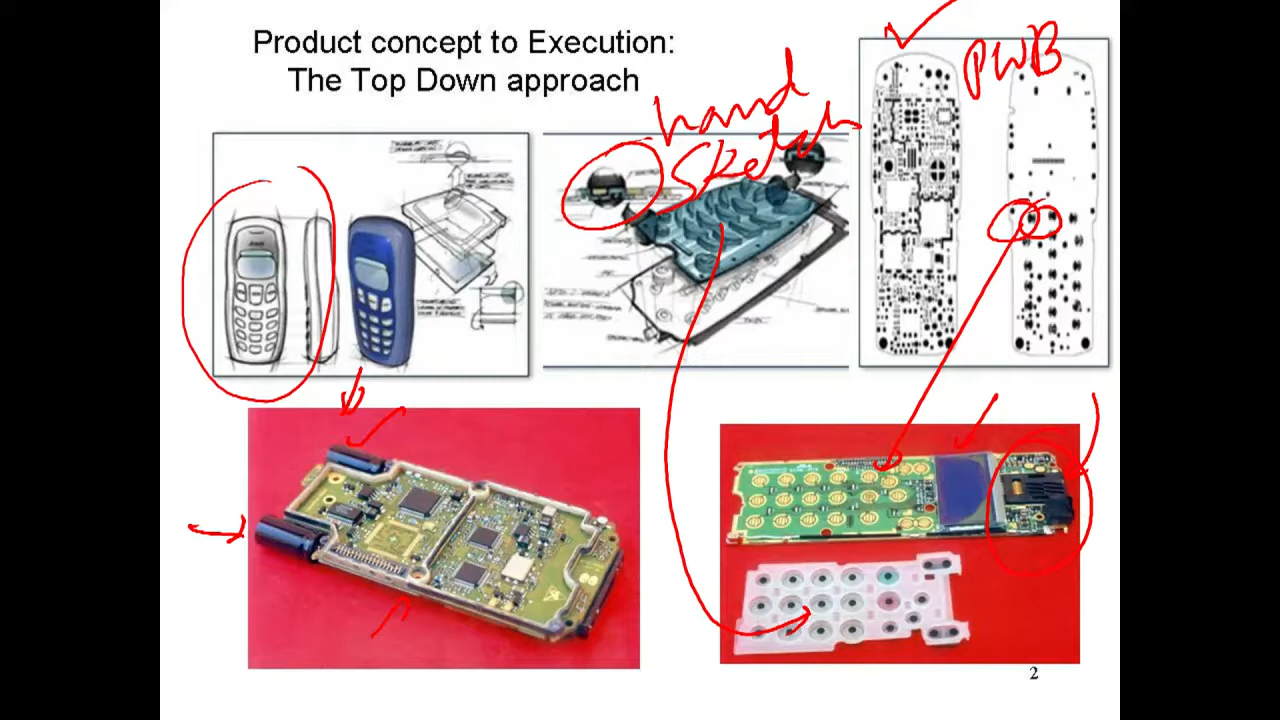 Product concept to Execution:
The Top Down approach
hand
Sketch
PWB
2